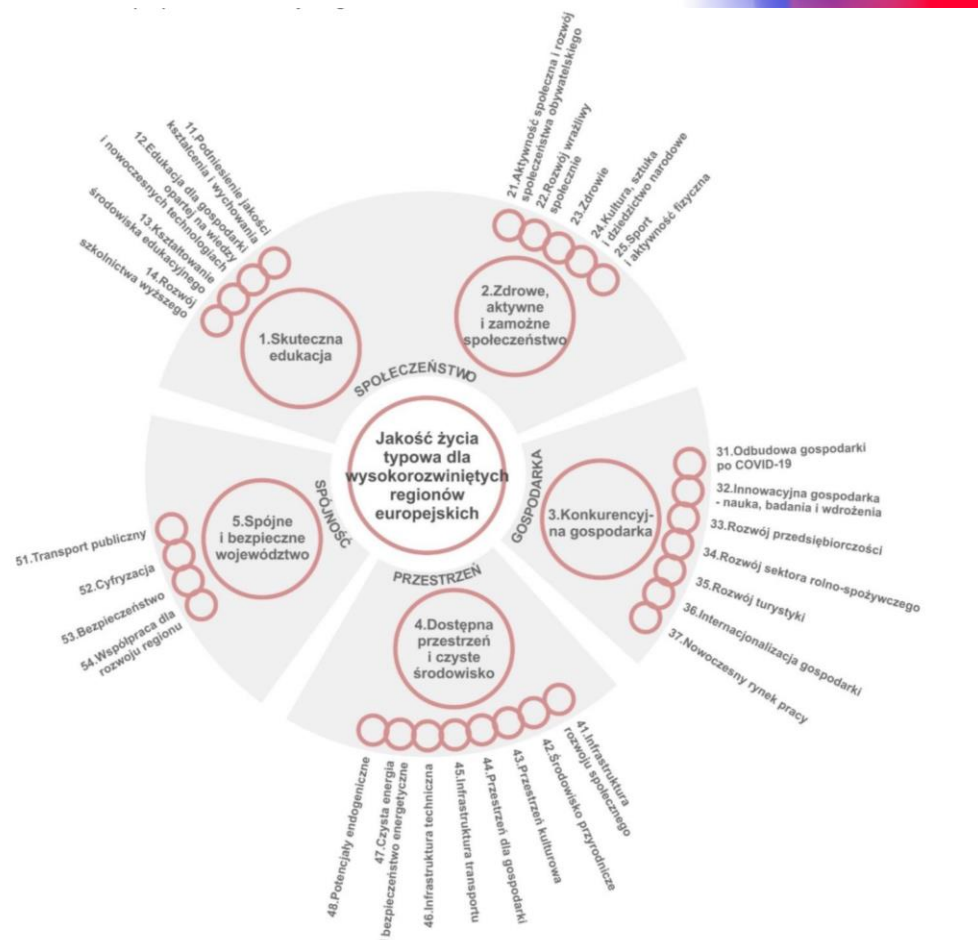 11.Podniesienie jakości
kształcenia i wychowania
12.Edukacja dla gospodarki
opartej na wiedzy
i nowoczesnych technologiach
13.Kształtowanie
środowiska edukacyjnego
14.Rozwój
szkolnictwa wyższego
21.Aktywność społeczna i rozwój
społeczeństwa obywatelskiego
22.Rozwój wrażliwy
społecznie
23.Zdrowie
24.Kultura, sztuka
i dziedzictwo narodowe
25.Sport
i aktywność fizyczna
1.Skuteczna
edukacja
2.Zdrowe,
aktywne
i zamożne
społeczeństwo
SPOŁECZEŃSTWO
Jakość życia
typowa dla
wysokorozwiniętych
regionów
europejskich
GOSPODARKA
3.Konkurencyj-
na gospodarka
31.Odbudowa gospodarki
po COVID-19
32.Innowacyjna gospodarka
- nauka, badania i wdrożenia
33.Rozwój przedsiębiorczości
34.Rozwój sektora rolno-spożywczego
35.Rozwój turystyki
36.Internacjonalizacja gospodarki
37.Nowoczesny rynek pracy
SPÓJNOŚĆ
5.Spójne
i bezpieczne
województwo
51.Transport publiczny
52.Cyfryzacja
53.Bezpieczeństwo
54.Współpraca dla
rozwoju regionu
PRZESTRZEŃ
4.Dostępna
przestrzeń
i czyste
środowisko
41.Infrastruktura
rozwoju społecznego
42.Środowisko przyrodnicze
43.Przestrzeń kulturowa
44.Przestrzeń dla gospodarki
45.Infrastruktura transportu
46.Infrastruktura techniczna
47.Czysta energia
i bezpieczeństwo energetyczne
48.Potencjały endogeniczne